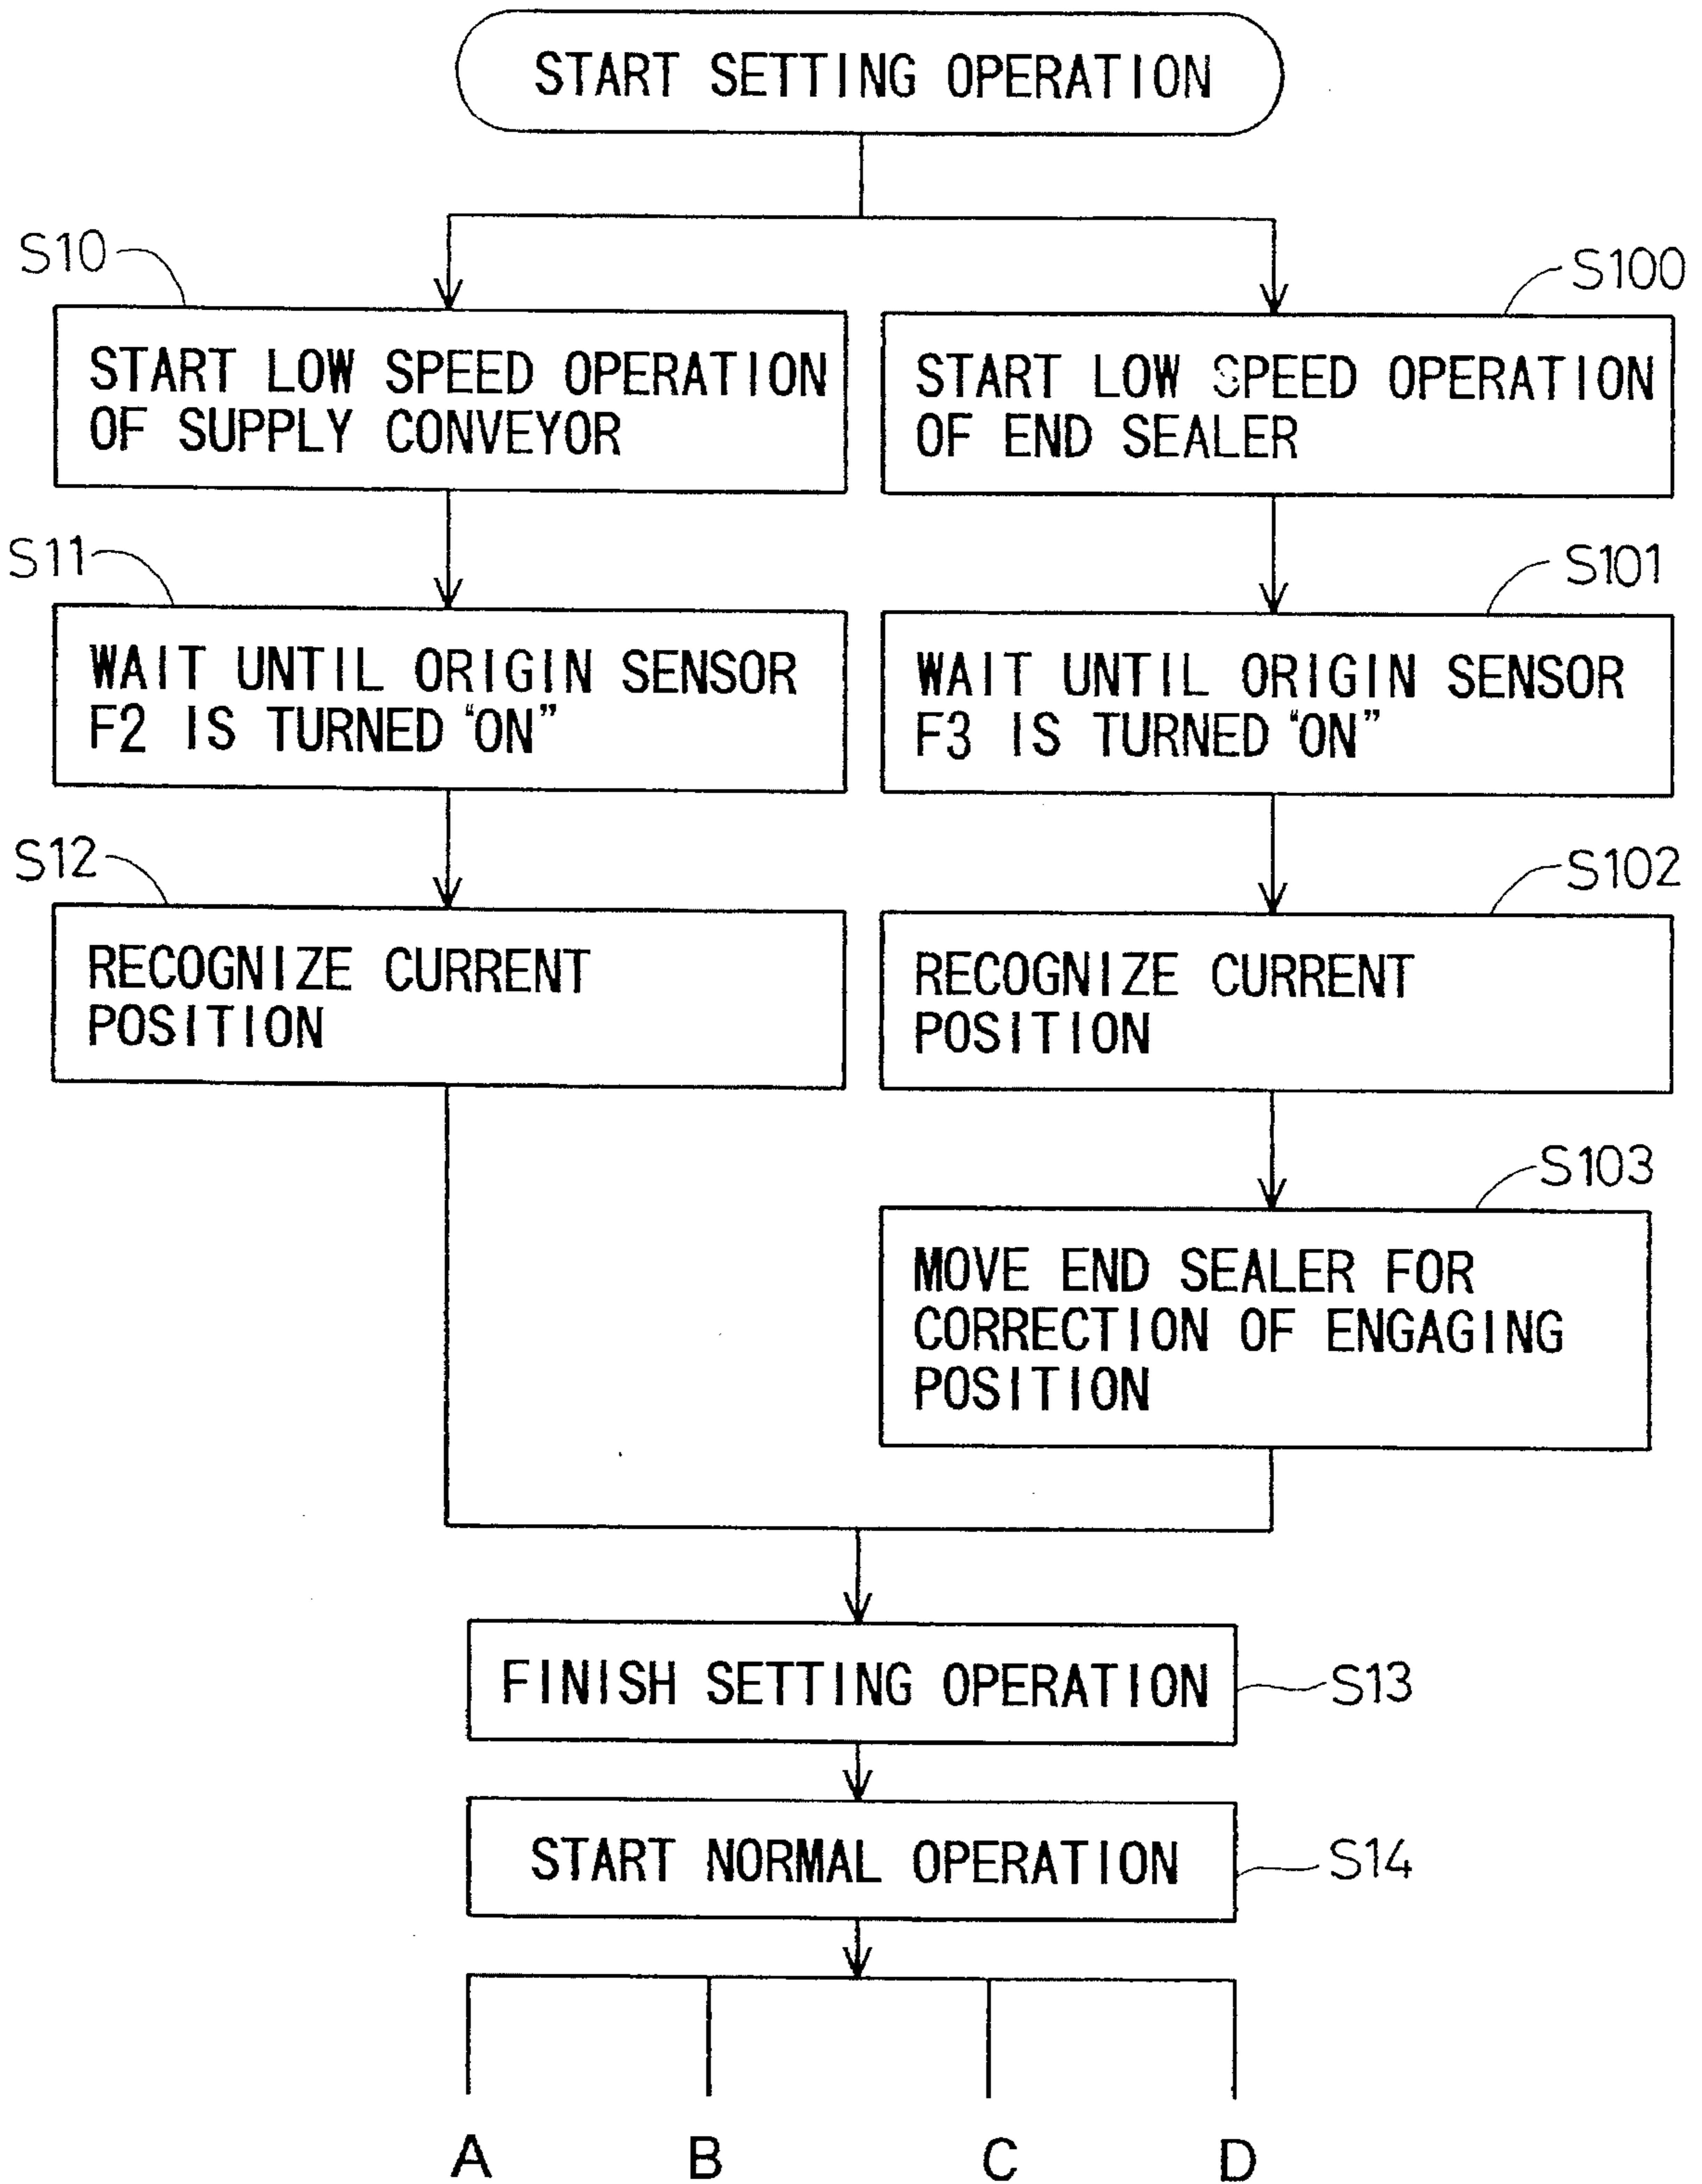 START SETTING OPERATION
S10
S100
START LOW SPEED OPERATION
OF SUPPLY CONVEYOR
START LOW SPEED OPERATION
OF END SEALER
S11
S101
WAIT UNTIL ORIGIN SENSOR
F2 IS TURNED “ON”
WAIT UNTIL ORIGIN SENSOR
F3 IS TURNED “ON”
S12
S102
RECOGNIZE CURRENT
POSITION
RECOGNIZE CURRENT
POSITION
S103
MOVE END SEALER FOR
CORRECTION OF ENGAGING
POSITION
FINISH SETTING OPERATION
S13
START NORMAL OPERATION
S14
A B C D